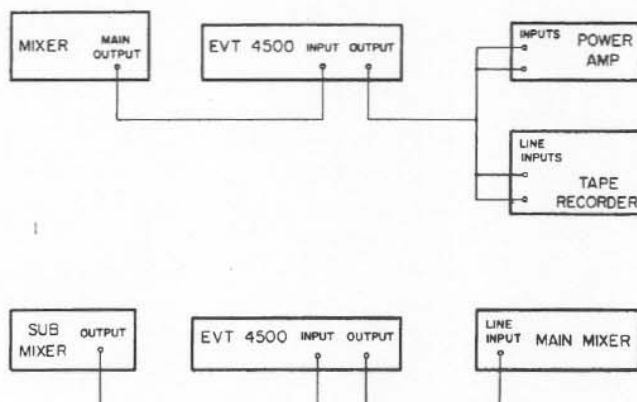 MIXER
MAIN
OUTPUT
EVT 4500 INPUT OUTPUT
INPUTS
POWER
AMP
LINE
INPUTS
TAPE
RECORDER
SUB
MIXER
OUTPUT
EVT 4500 INPUT OUTPUT
LINE
INPUT
MAIN MIXER